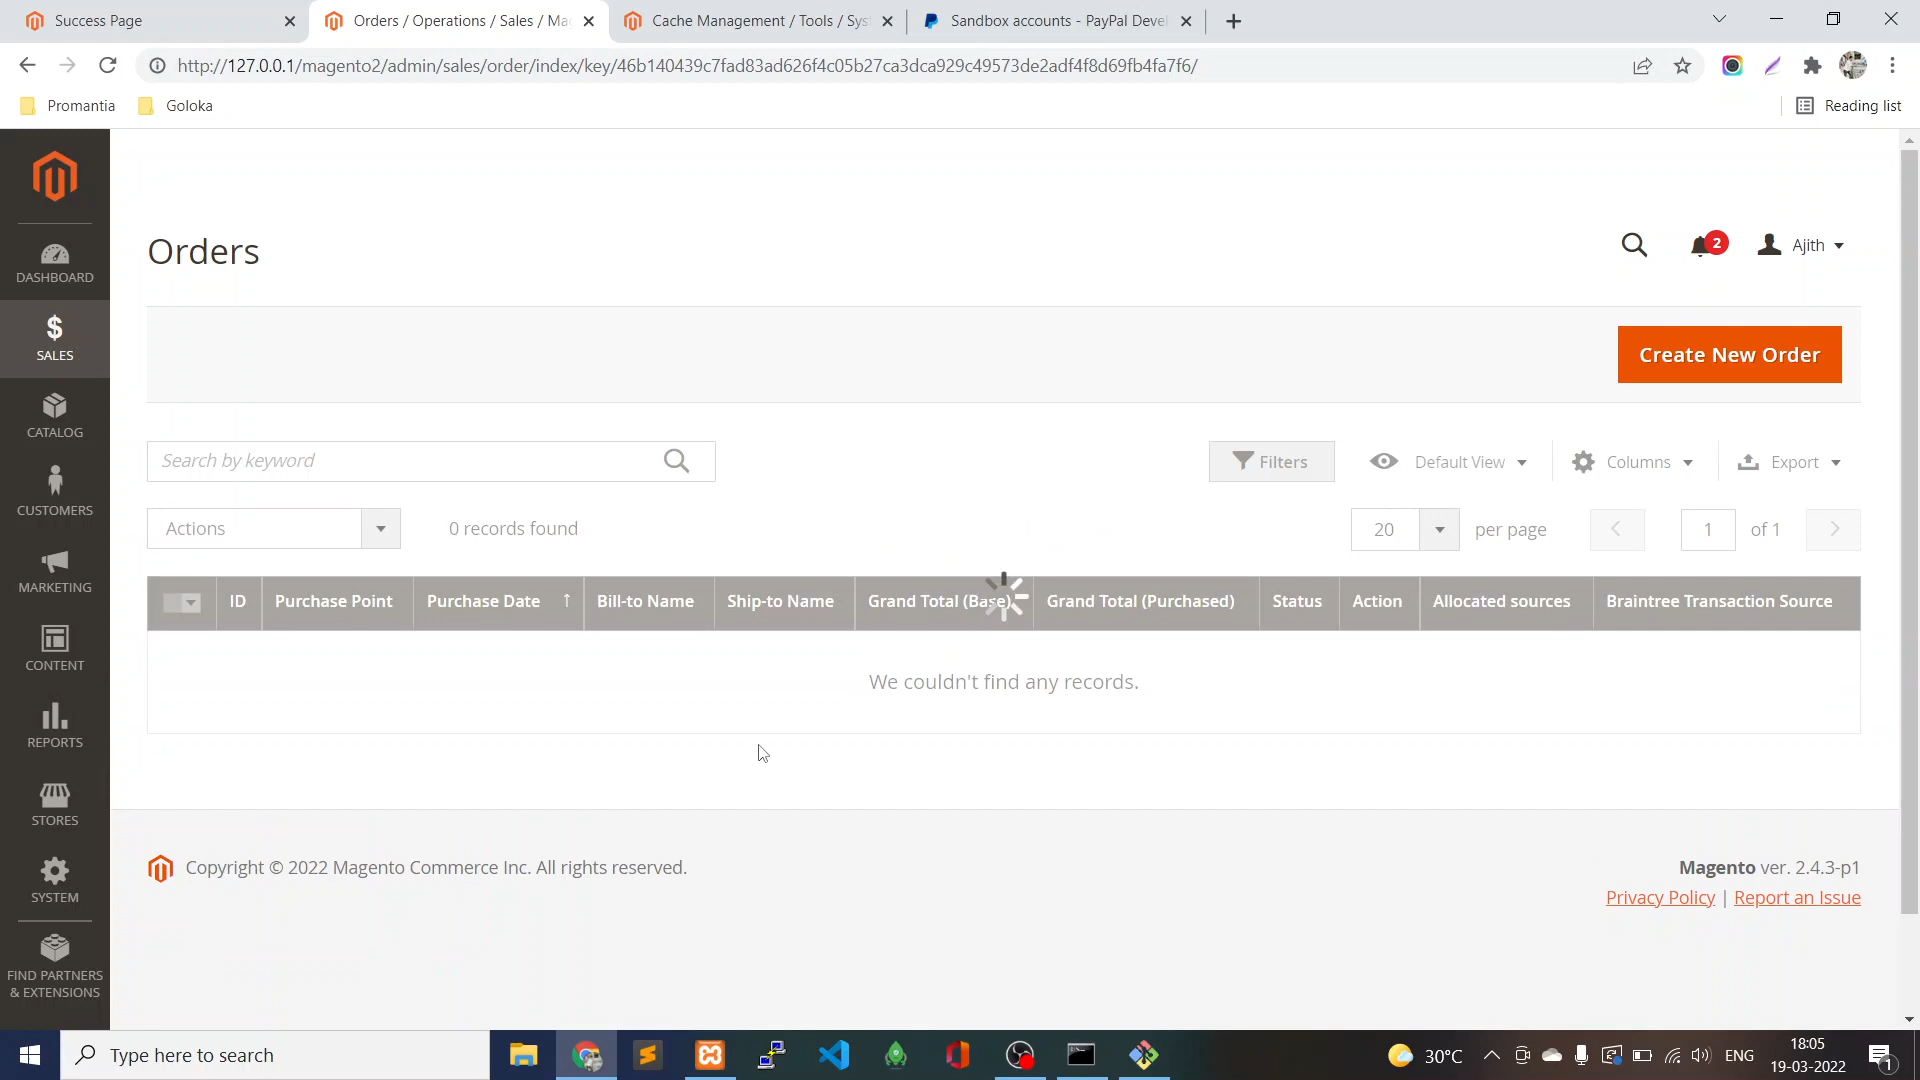 Success Page
Orders / Operations / Sales / Ma
Cache Management / Tools / Sys
Sandbox accounts - PayPal Deve
http://127.0.0.1/magento2/admin/sales/order/index/key/46b140439c7fad83ad626f4c05b27ca3dca929c49573de2adf4f8d69fb4fa7f6/
Promantia
Goloka
Reading list
DASHBOARD
SALES
CATALOG
CUSTOMERS
MARKETING
CONTENT
REPORTS
STORES
SYSTEM
FIND PARTNERS
& EXTENSIONS
Orders
2
Ajith
Create New Order
Search by keyword
Filters
Default View
Columns
Export
Actions
0 records found
20
per page
1
of 1
ID
Purchase Point
Purchase Date
Bill-to Name
Ship-to Name
Grand Total (Base)
Grand Total (Purchased)
Status
Action
Allocated sources
Braintree Transaction Source
We couldn't find any records.
Copyright © 2022 Magento Commerce Inc. All rights reserved.
Magento ver. 2.4.3-p1
Privacy Policy | Report an Issue
Type here to search
30°C
ENG
18:05
19-03-2022
1